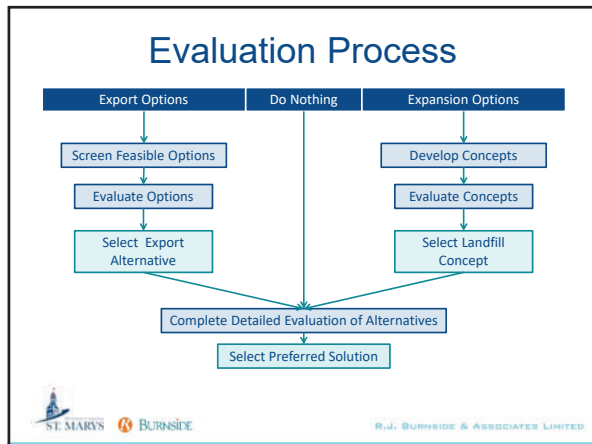 Evaluation Process
Export Options
Do Nothing
Expansion Options
Screen Feasible Options
Develop Concepts
Evaluate Options
Evaluate Concepts
Select Export
Alternative
Select Landfill
Concept
Complete Detailed Evaluation of Alternatives
Select Preferred Solution
ST. MARYS
BURNSIDE
R.J. BURNSIDE & ASSOCIATES LIMITED